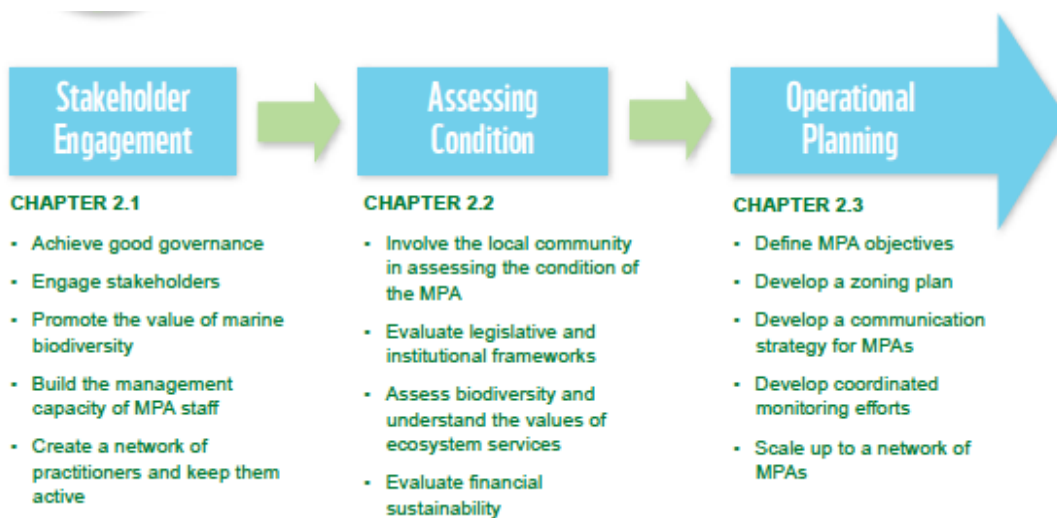 Stakeholder
Engagement
CHAPTER 2.1
• Achieve good governance
• Engage stakeholders
• Promote the value of marine
biodiversity
• Build the management
capacity of MPA staff
• Create a network of
practitioners and keep them
active
Assessing
Condition
CHAPTER 2.2
• Involve the local community
in assessing the condition of
the MPA
• Evaluate legislative and
institutional frameworks
• Assess biodiversity and
understand the values of
ecosystem services
• Evaluate financial
sustainability
Operational
Planning
CHAPTER 2.3
• Define MPA objectives
• Develop a zoning plan
• Develop a communication
strategy for MPAs
• Develop coordinated
monitoring efforts
• Scale up to a network of
MPAs